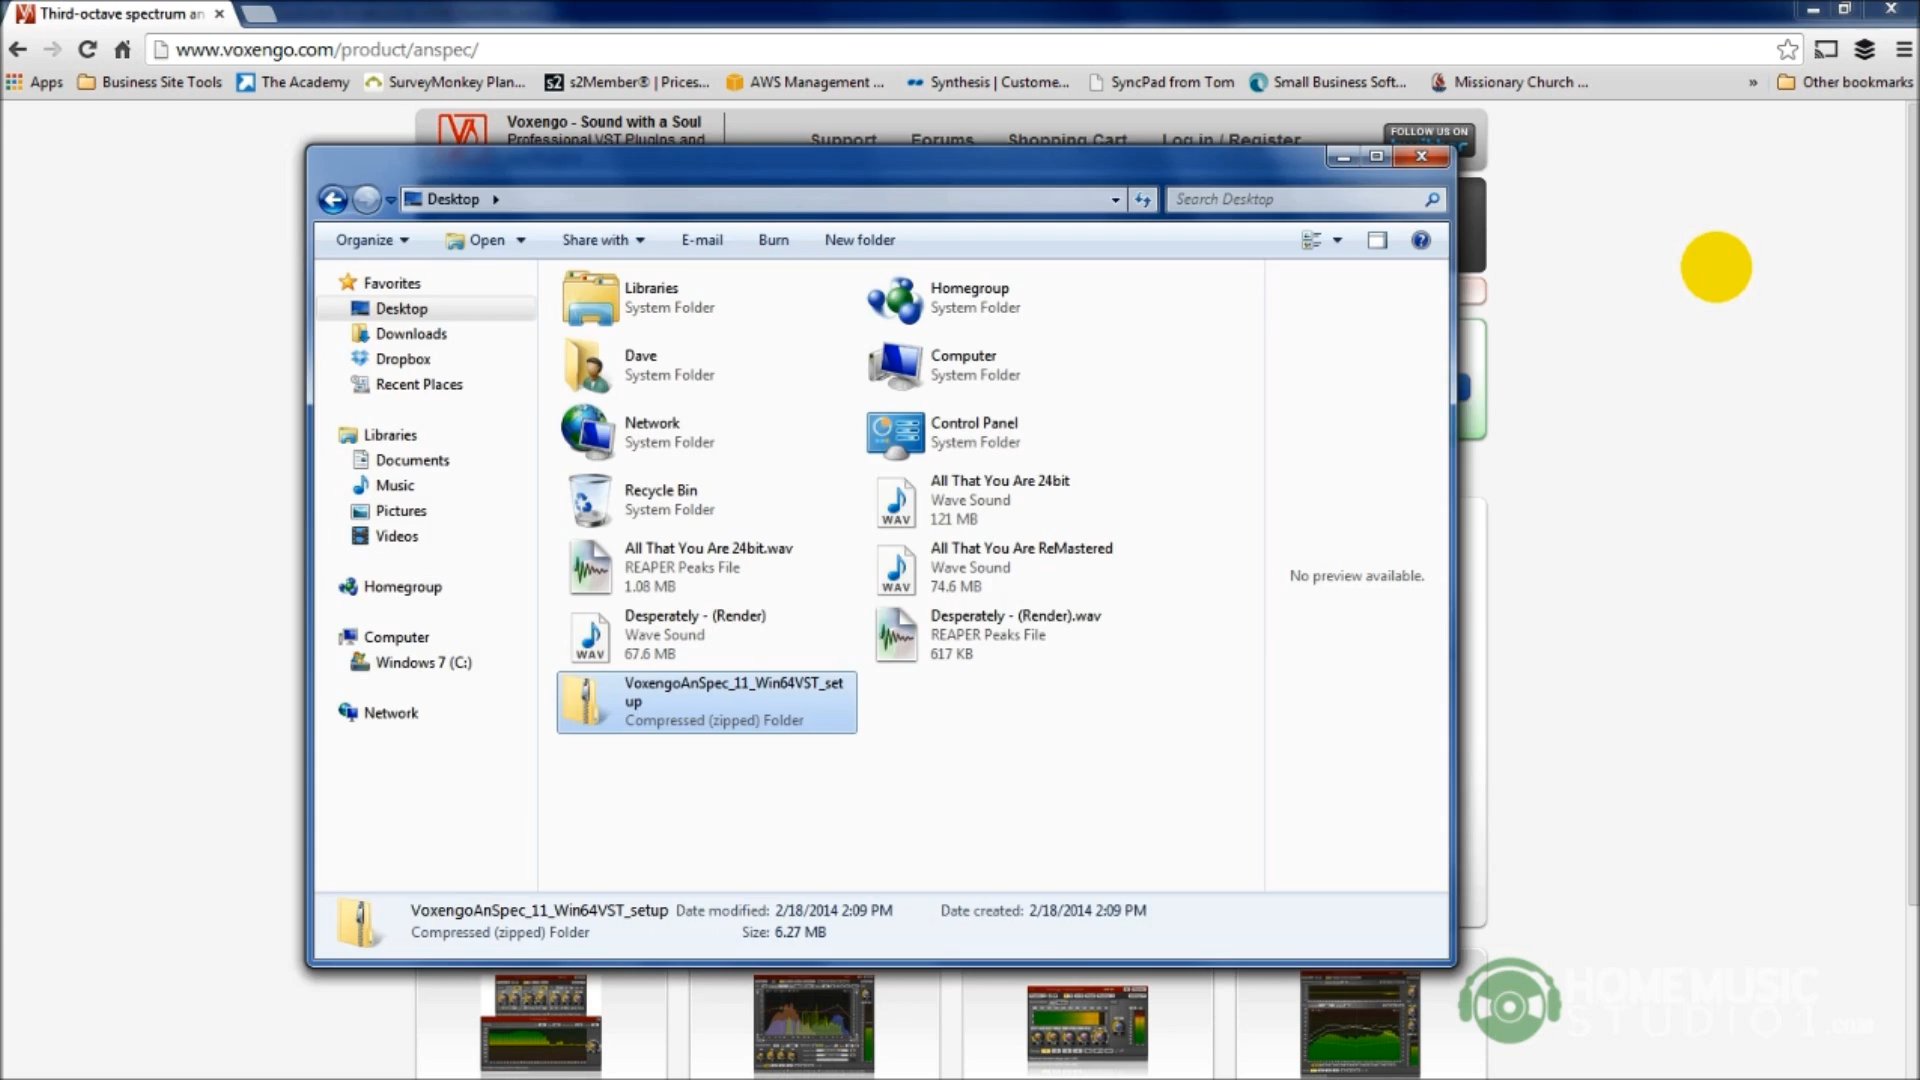 Third-octave spectrum an
www.voxengo.com/product/anspec/
Apps
Business Site Tools
The Academy
SurveyMonkey Plan...
s2Member® | Prices...
AWS Management ...
Synthesis | Custome...
SyncPad from Tom
Small Business Soft...
Missionary Church ...
»
Other bookmarks
Voxengo - Sound with a Soul
Professional VST Plugins and
Support
Forums
Shopping Cart
Log in / Register
FOLLOW US ON
Desktop
Search Desktop
Organize
Open
Share with
E-mail
Burn
New folder
Favorites
Desktop
Downloads
Dropbox
Recent Places
Libraries
Documents
Music
Pictures
Videos
Homegroup
Computer
Windows 7 (C:)
Network
Libraries
System Folder
Homegroup
System Folder
Dave
System Folder
Computer
System Folder
Network
System Folder
Control Panel
System Folder
Recycle Bin
System Folder
WAV
All That You Are 24bit
Wave Sound
121 MB
All That You Are 24bit.wav
REAPER Peaks File
1.08 MB
WAV
All That You Are ReMastered
Wave Sound
74.6 MB
WAV
Desperately - (Render)
Wave Sound
67.6 MB
Desperately - (Render).wav
REAPER Peaks File
617 KB
VoxengoAnSpec_11_Win64VST_set
up
Compressed (zipped) Folder
No preview available.
VoxengoAnSpec_11_Win64VST_setup
Date modified: 2/18/2014 2:09 PM
Date created: 2/18/2014 2:09 PM
Compressed (zipped) Folder
Size: 6.27 MB
HOMEMUSIC
STUDIO1.com